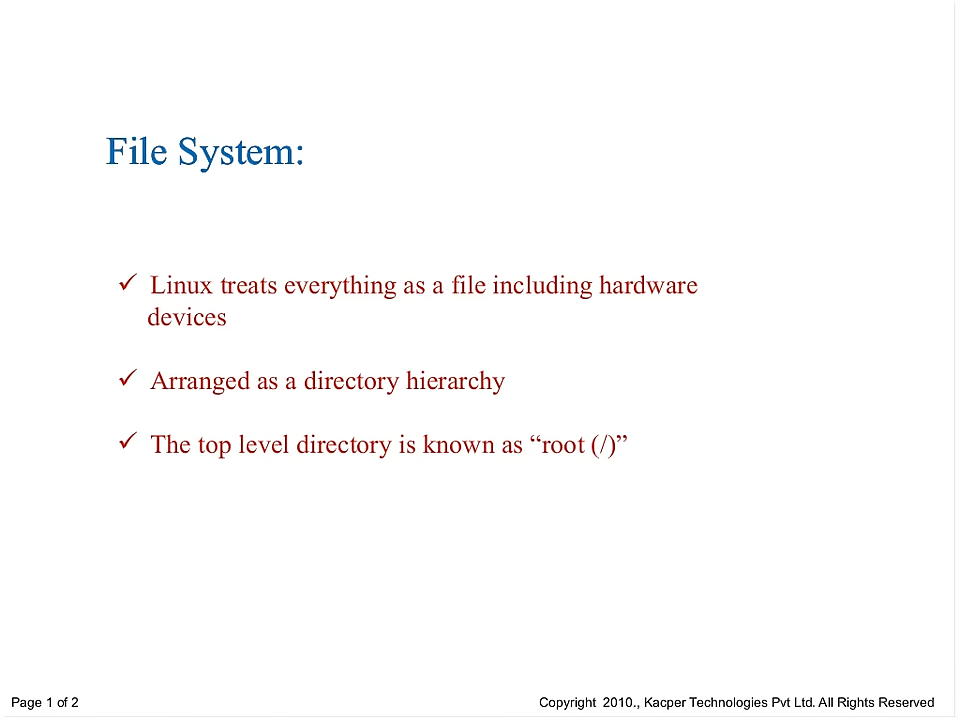 File System:
✓ Linux treats everything as a file including hardware
devices
✓ Arranged as a directory hierarchy
✓ The top level directory is known as “root (/)”
Page 1 of 2
Copyright 2010., Kacper Technologies Pvt Ltd. All Rights Reserved